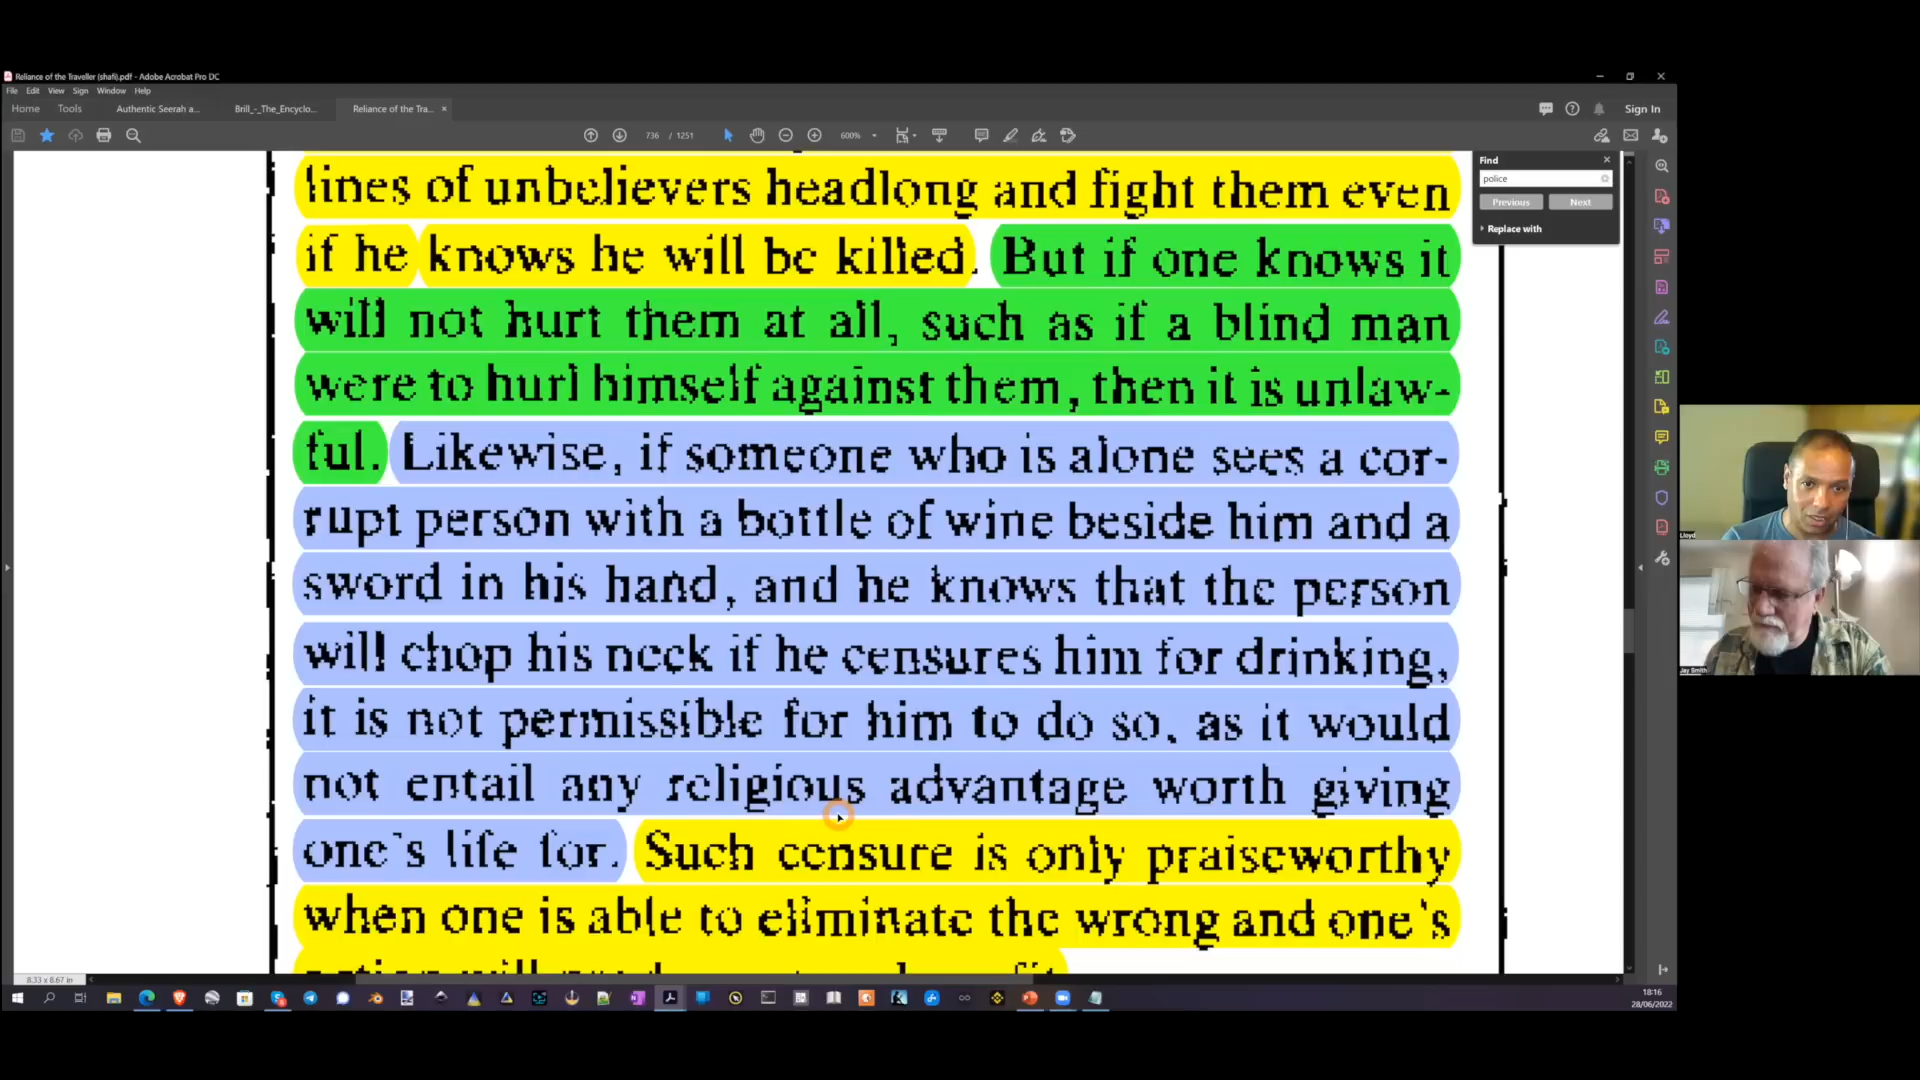 Reliance of the Traveller (shafi).pdf - Adobe Acrobat Pro DC
File Edit View Sign Window Help
Home Tools Authentic Seerah a... Brill_-_The_Encyclo... Reliance of the Tra... × Sign In
736 / 1251 600%
Find
police
Previous Next
Replace with
lines of unbelievers headlong and fight them even
if he knows he will be killed. But if one knows it
will not hurt them at all, such as if a blind man
were to hurl himself against them, then it is unlaw-
ful. Likewise, if someone who is alone sees a cor-
rupt person with a bottle of wine beside him and a
sword in his hand, and he knows that the person
will chop his neck if he censures him for drinking,
it is not permissible for him to do so, as it would
not entail any religious advantage worth giving
one's life for. Such censure is only praiseworthy
when one is able to eliminate the wrong and one's
Lloyd
Jay Smith
8.33 x 8.67 in
18:16
28/06/2022